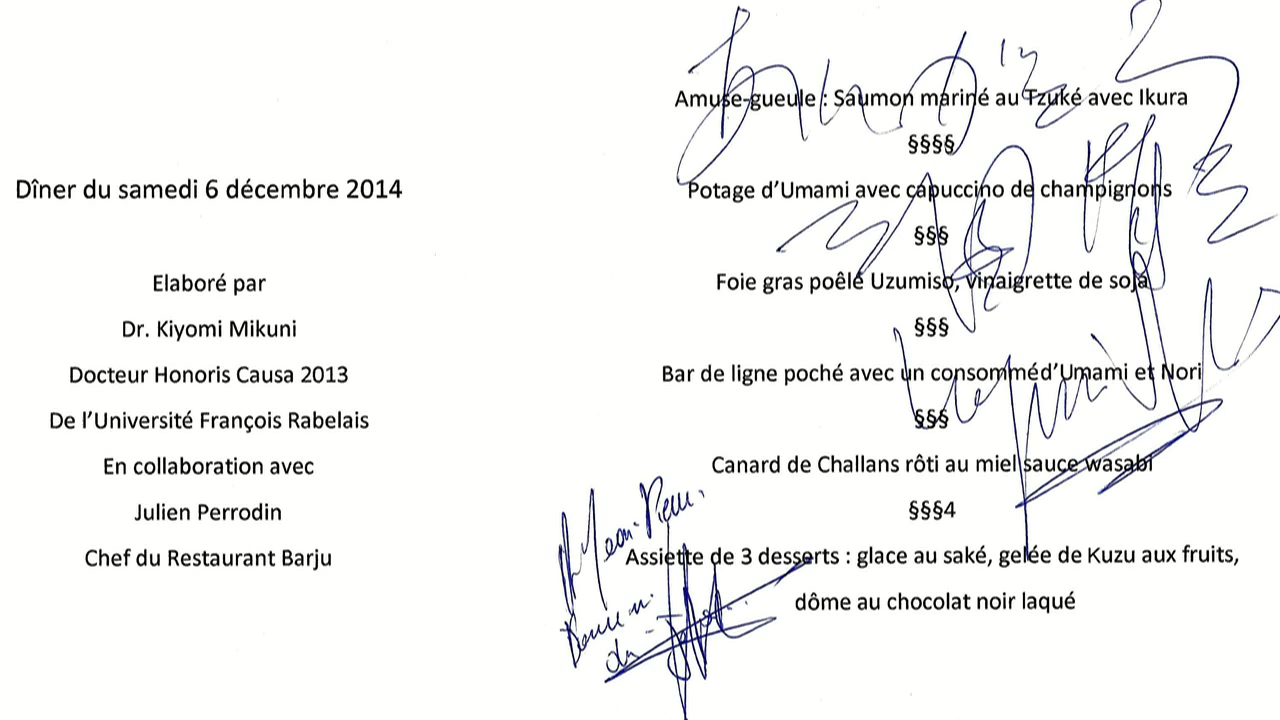 Dîner du samedi 6 décembre 2014
Elaboré par
Dr. Kiyomi Mikuni
Docteur Honoris Causa 2013
De l’Université François Rabelais
En collaboration avec
Julien Perrodin
Chef du Restaurant Barju
Amuse-gueule : Saumon mariné au Tzuké avec Ikura
§§§§
Potage d’Umami avec capuccino de champignons
§§§
Foie gras poêlé Uzumiso, vinaigrette de soja
§§§
Bar de ligne poché avec un consomméd’Umami et Nori
§§§
Canard de Challans rôti au miel sauce wasabi
§§§4
Assiette de 3 desserts : glace au saké, gelée de Kuzu aux fruits,
dôme au chocolat noir laqué